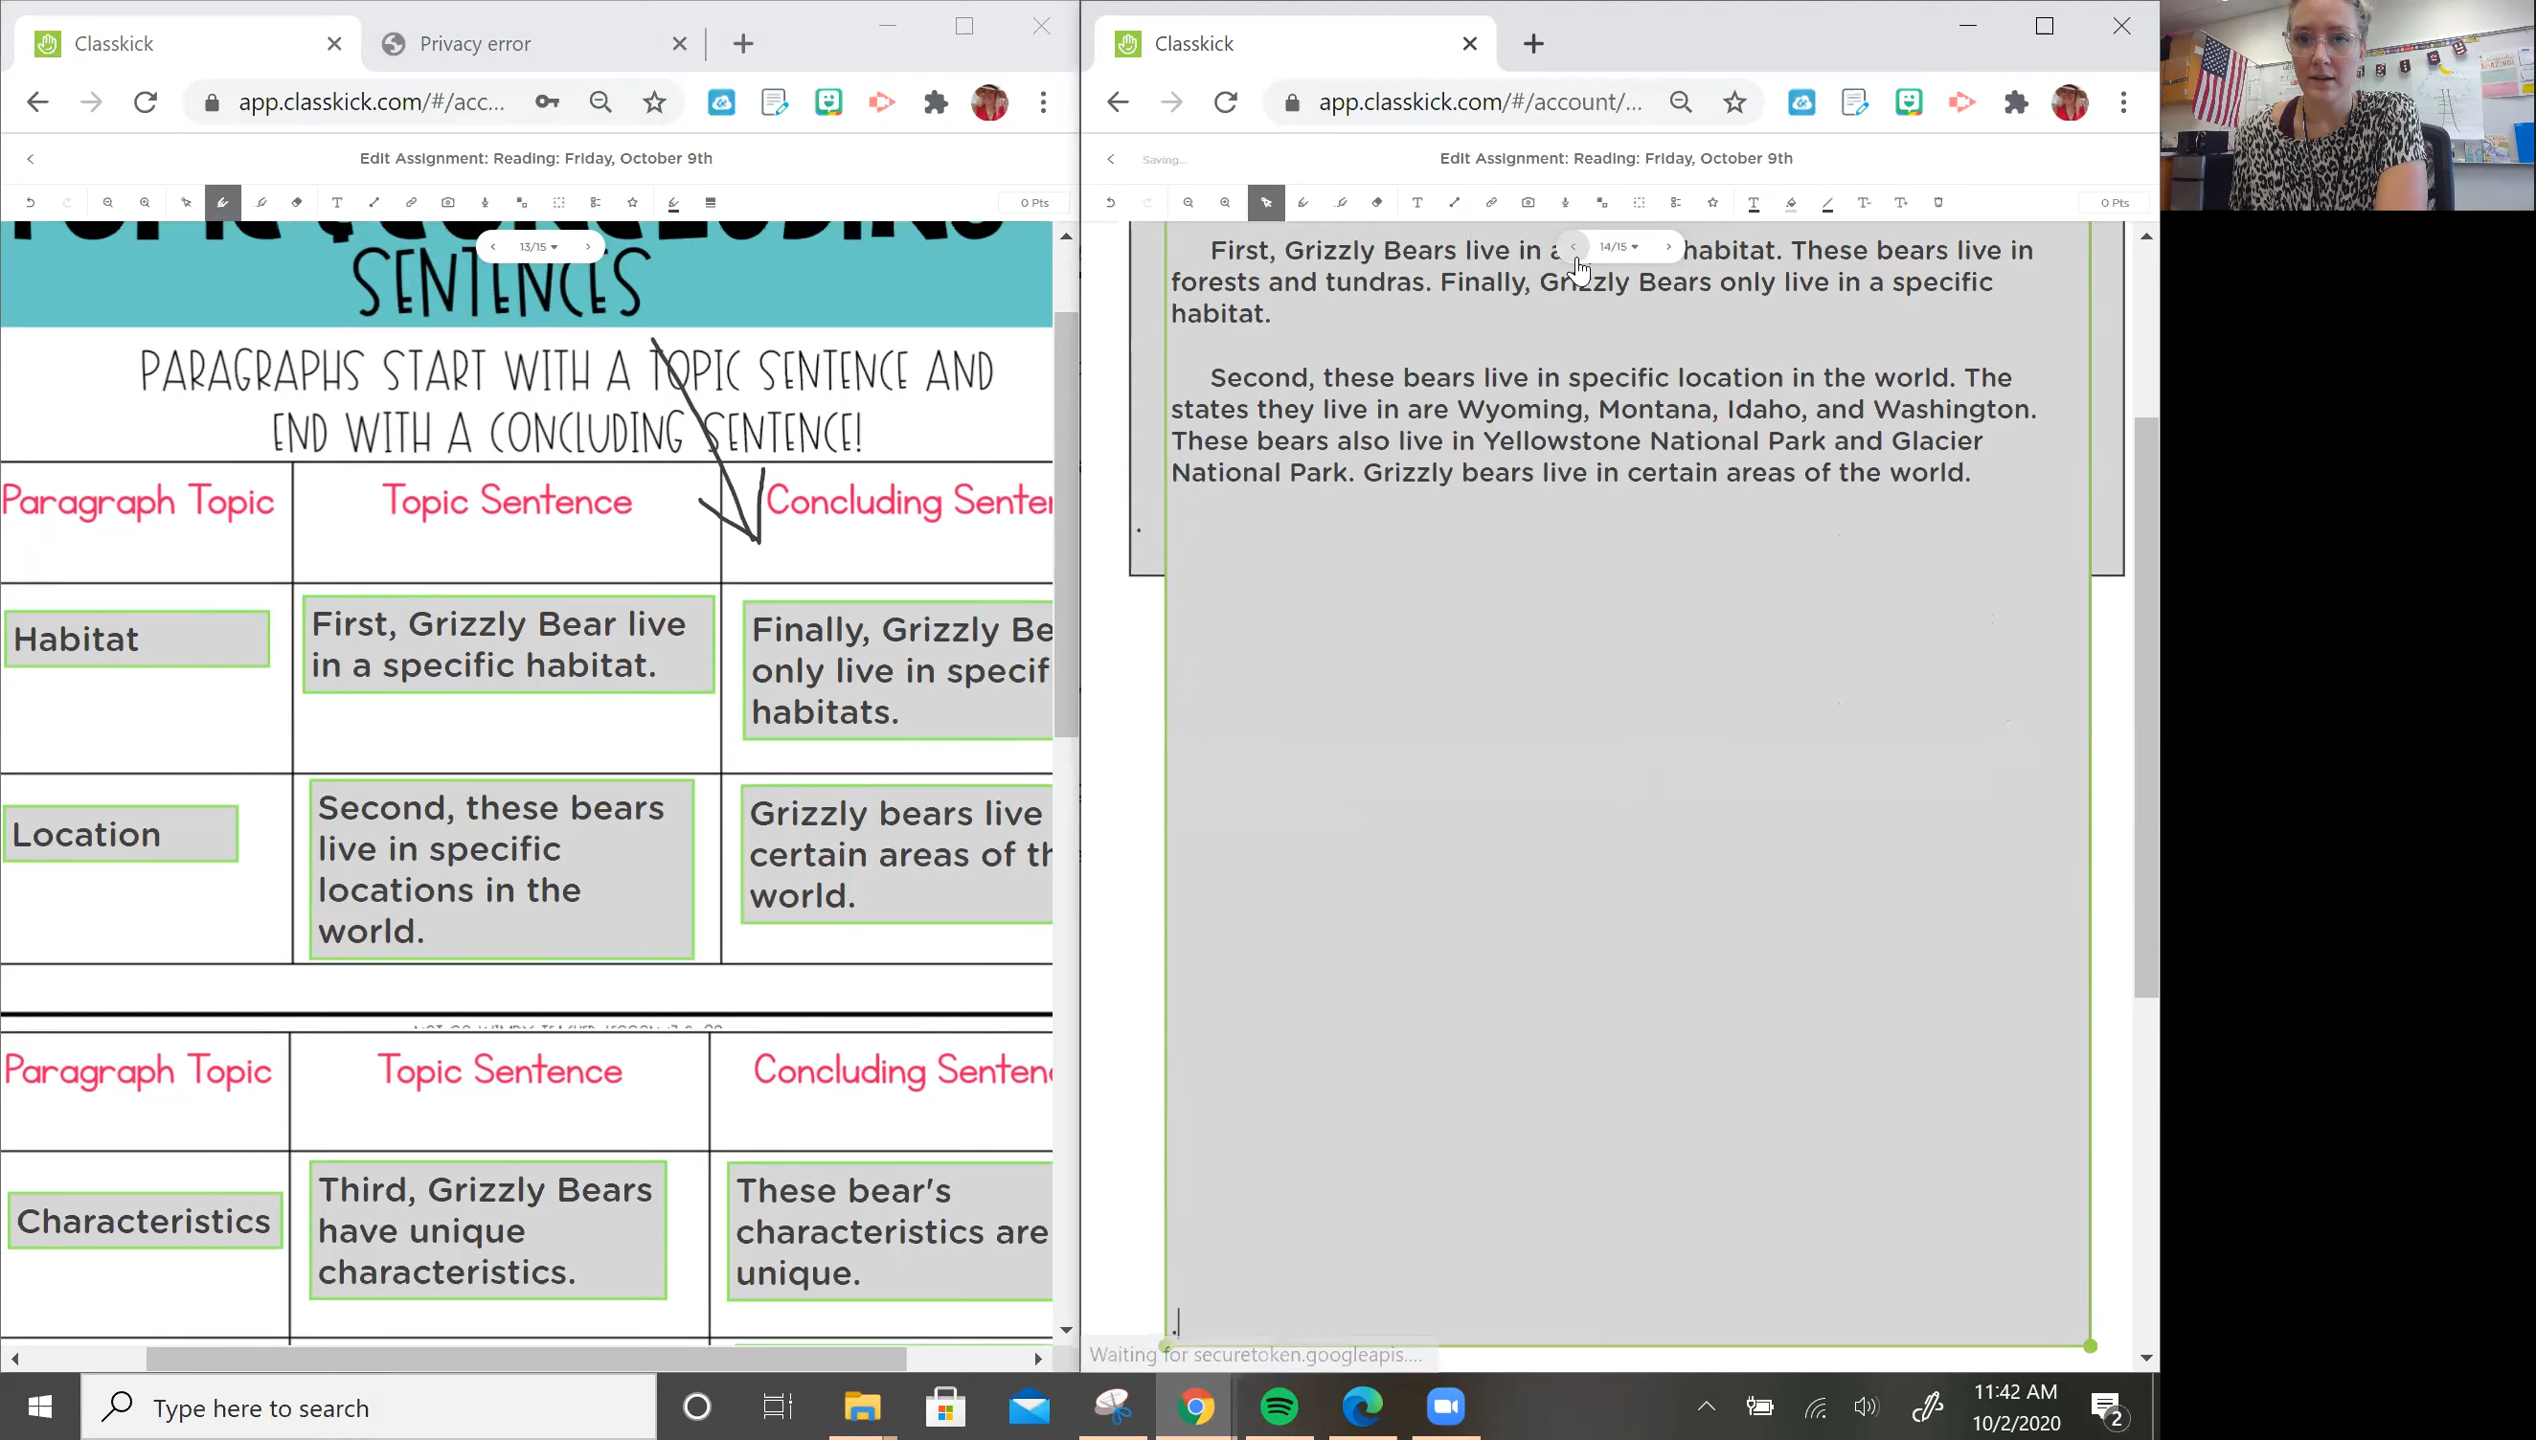 Classkick
Privacy error
app.classkick.com/#/acc...
Edit Assignment: Reading: Friday, October 9th
0 Pts
13/15
SENTENCES
PARAGRAPHS START WITH A TOPIC SENTENCE AND
END WITH A CONCLUDING SENTENCE!
Paragraph Topic
Topic Sentence
Concluding Senten
Habitat
First, Grizzly Bear live
in a specific habitat.
Finally, Grizzly Be
only live in specif
habitats.
Location
Second, these bears
live in specific
locations in the
world.
Grizzly bears live
certain areas of th
world.
Paragraph Topic
Topic Sentence
Concluding Sentenc
Characteristics
Third, Grizzly Bears
have unique
characteristics.
These bear's
characteristics are
unique.
Classkick
app.classkick.com/#/account/...
Saving...
Edit Assignment: Reading: Friday, October 9th
0 Pts
14/15
First, Grizzly Bears live in a habitat. These bears live in
forests and tundras. Finally, Grizzly Bears only live in a specific
habitat.
Second, these bears live in specific location in the world. The
states they live in are Wyoming, Montana, Idaho, and Washington.
These bears also live in Yellowstone National Park and Glacier
National Park. Grizzly bears live in certain areas of the world.
.
.
Waiting for securetoken.googleapis....
AMAZING!
Type here to search
11:42 AM
10/2/2020
2